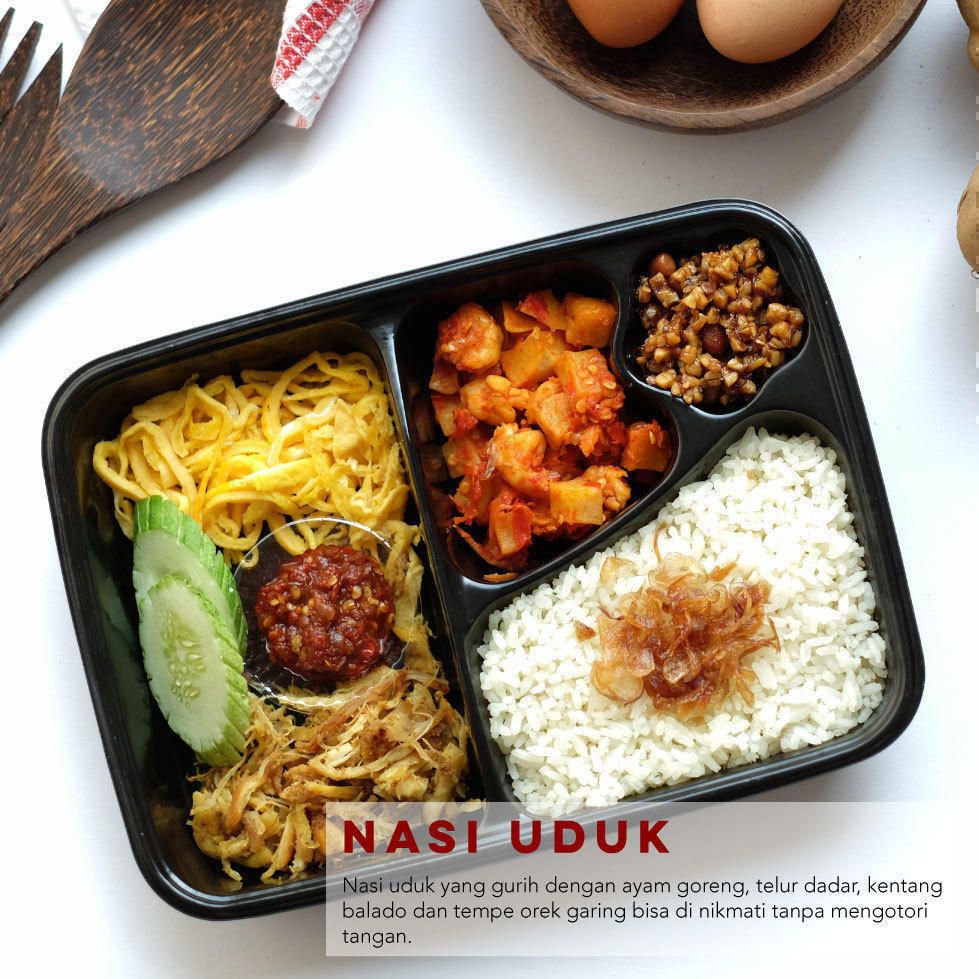 NASI UDUK
Nasi uduk yang gurih dengan ayam goreng, telur dadar, kentang
balado dan tempe orek garing bisa di nikmati tanpa mengotori
tangan.